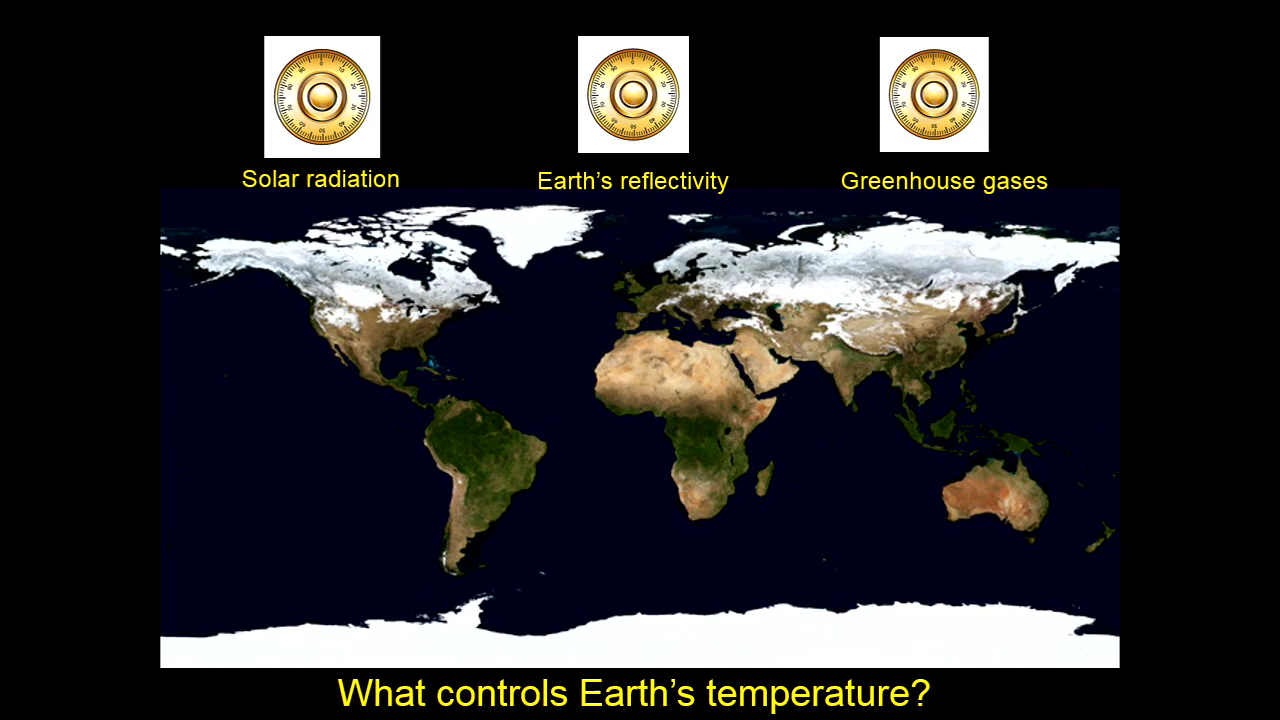 Solar radiation
Earth’s reflectivity
Greenhouse gases
What controls Earth’s temperature?